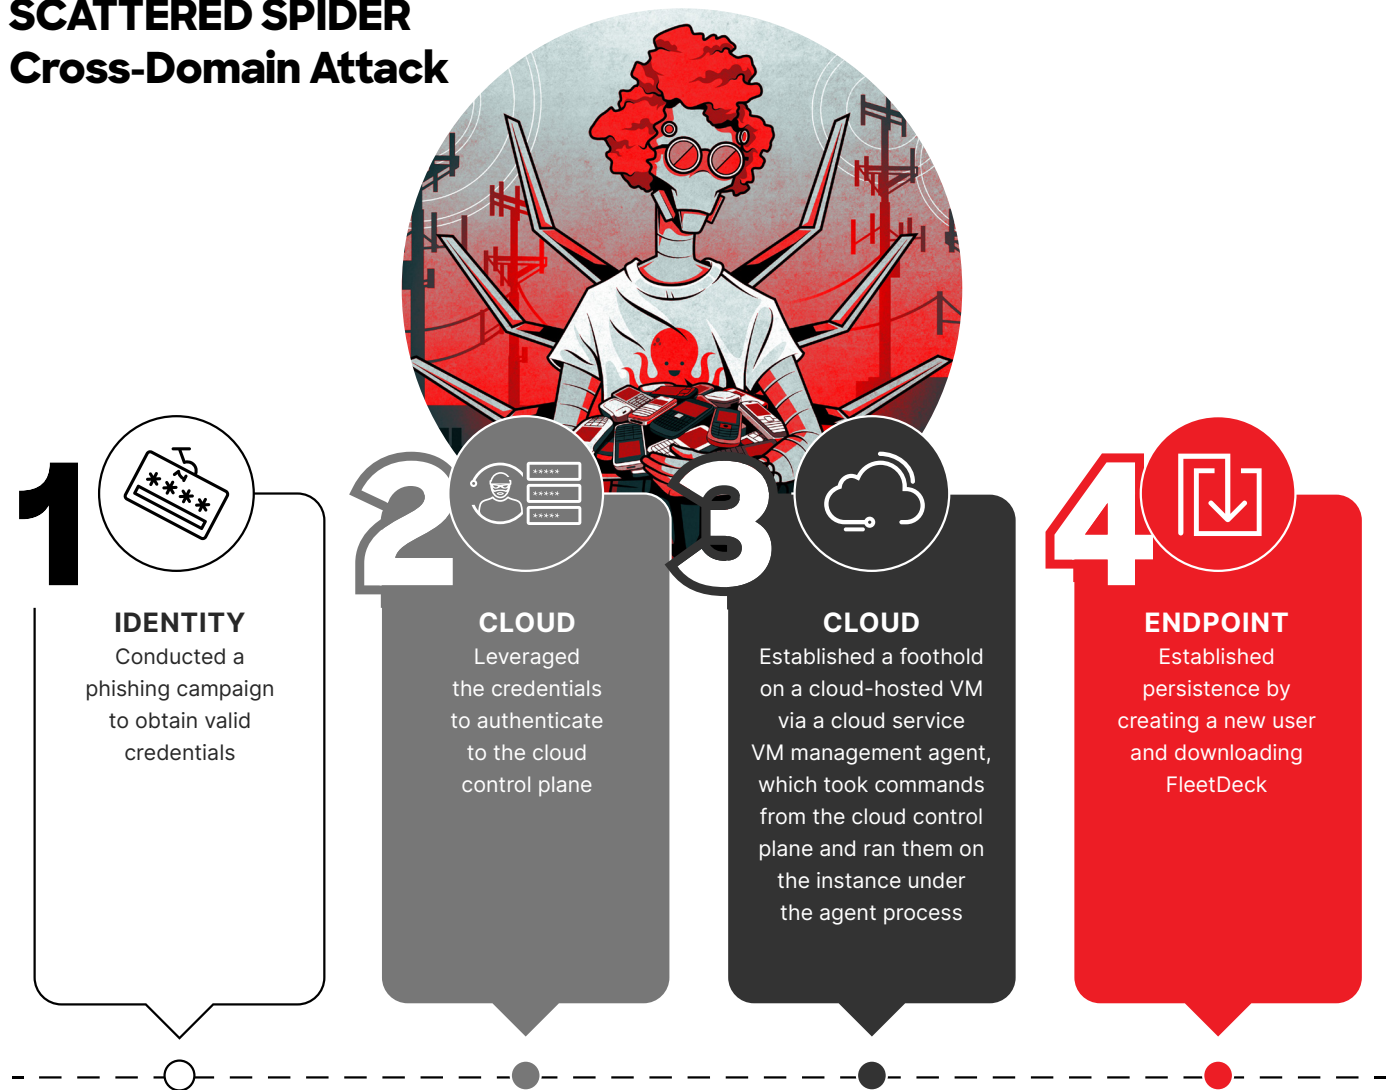 SCATTERED SPIDER
Cross-Domain Attack
1
IDENTITY
Conducted a
phishing campaign
to obtain valid
credentials
2
CLOUD
Leveraged
the credentials
to authenticate
to the cloud
control plane
3
CLOUD
Established a foothold
on a cloud-hosted VM
via a cloud service
VM management agent,
which took commands
from the cloud control
plane and ran them on
the instance under
the agent process
4
ENDPOINT
Established
persistence by
creating a new user
and downloading
FleetDeck